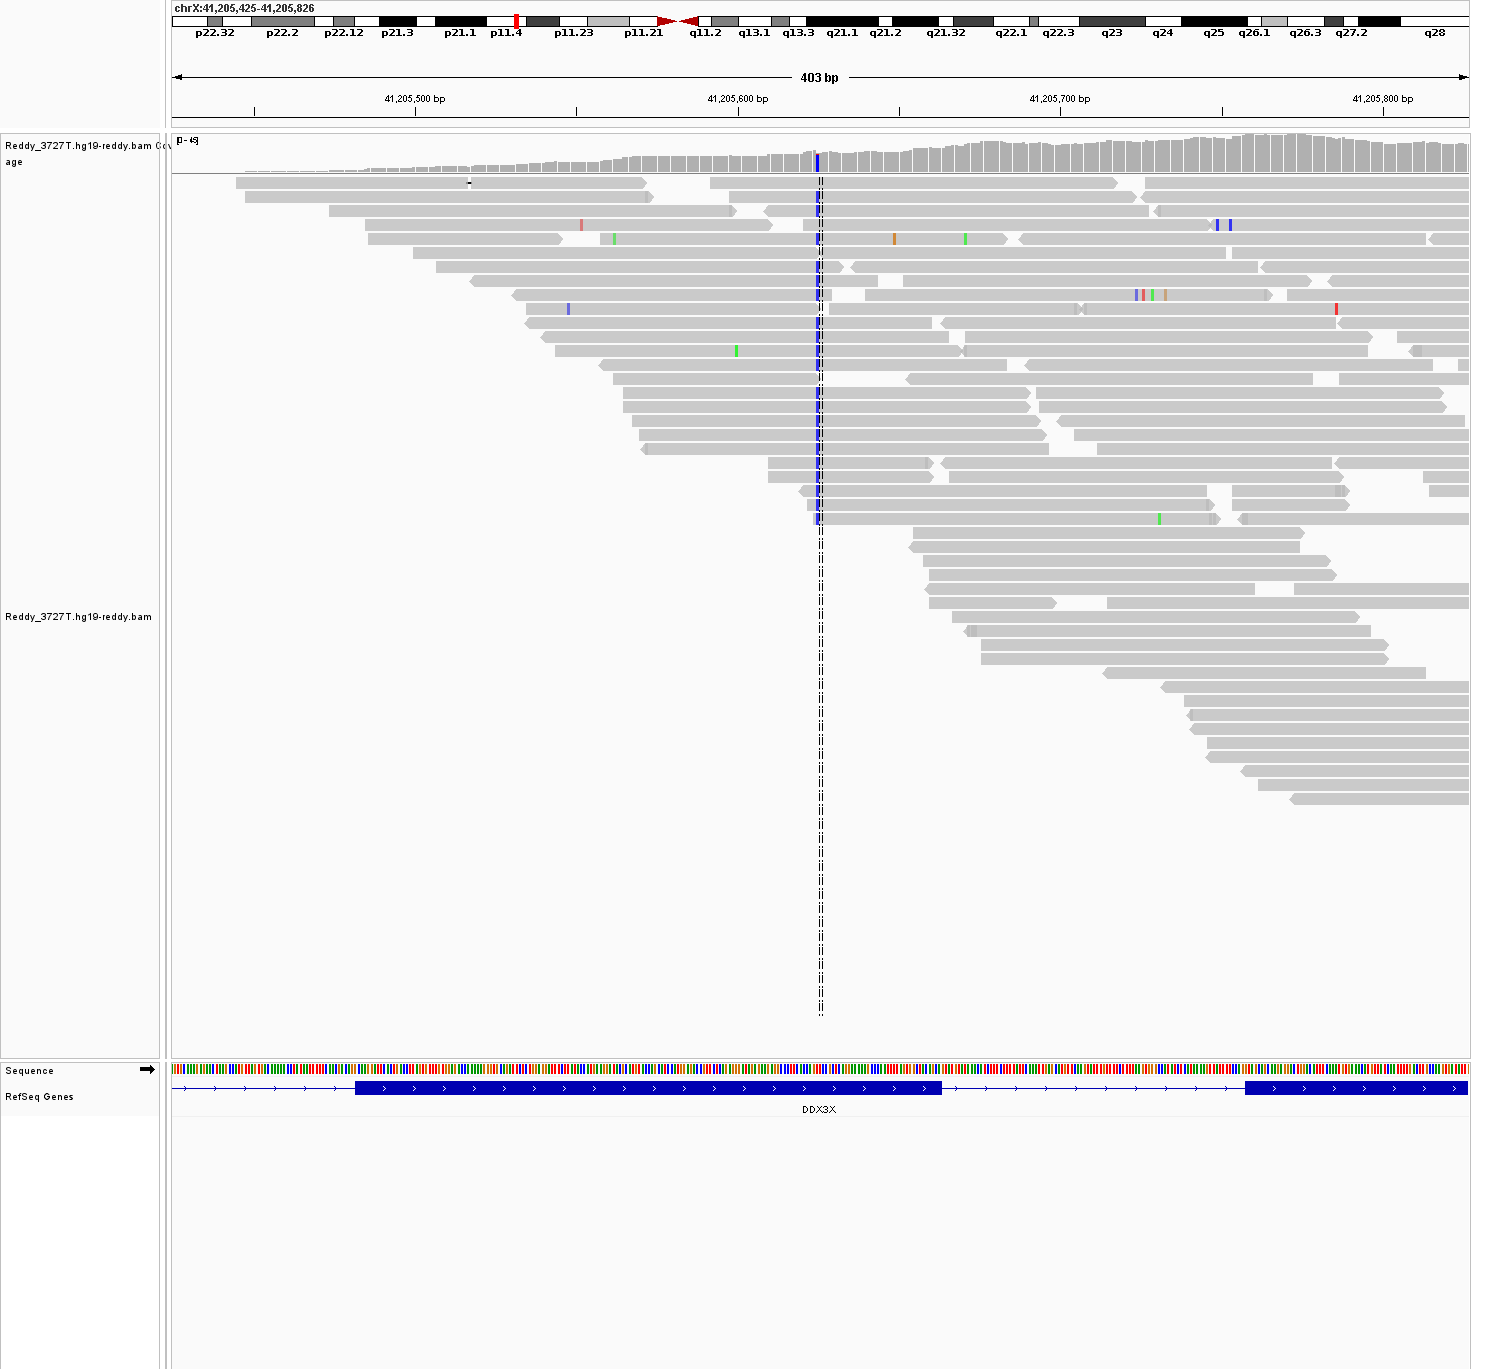 chrX:41,205,425-41,205,826
p22.32 p22.2 p22.12 p21.3 p21.1 p11.4 p11.23 p11.21 q11.2 q13.1 q13.3 q21.1 q21.2 q21.32 q22.1 q22.3 q23 q24 q25 q26.1 q26.3 q27.2 q28
403 bp
41,205,500 bp 41,205,600 bp 41,205,700 bp 41,205,800 bp
Reddy_3727T.hg19-reddy.bam Cov
age
Reddy_3727T.hg19-reddy.bam
Sequence
RefSeq Genes
DDX3X